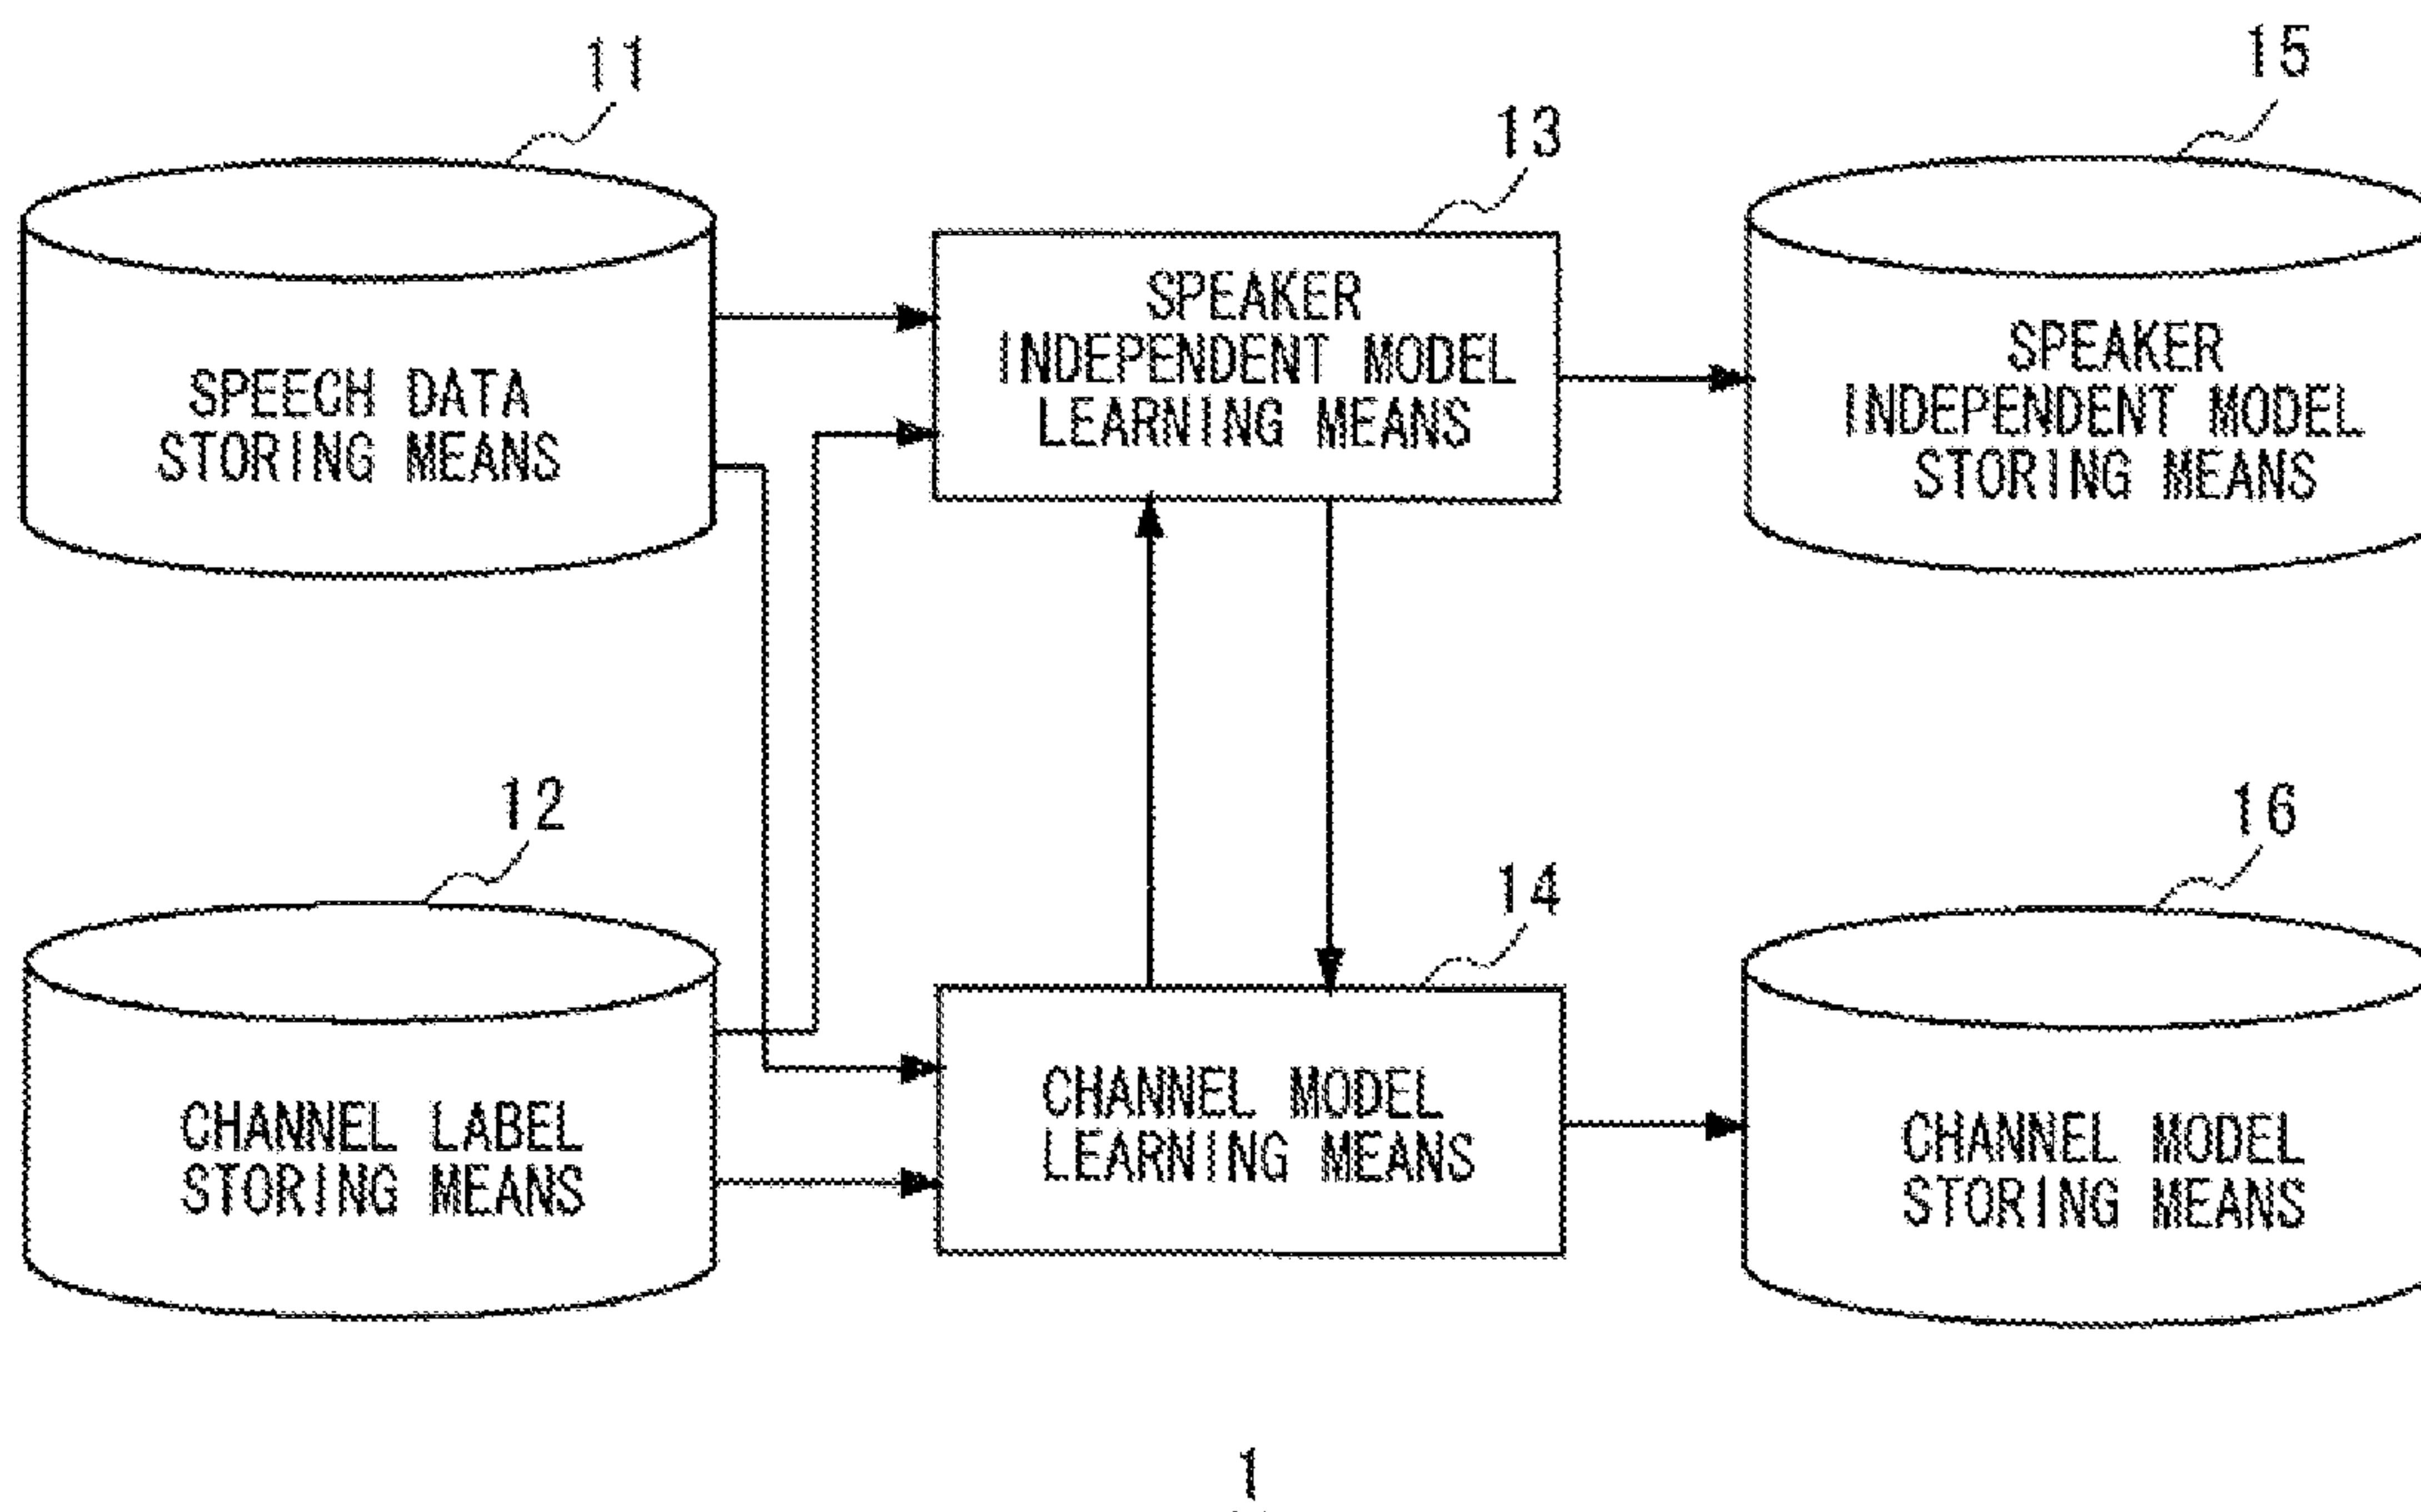 11
15
13
SPEAKER
INDEPENDENT MODEL
LEARNING MEANS
SPEECH DATA
STORING MEANS
SPEAKER
INDEPENDENT MODEL
STORING MEANS
12
16
14
CHANNEL LABEL
STORING MEANS
CHANNEL MODEL
LEARNING MEANS
CHANNEL MODEL
STORING MEANS
1